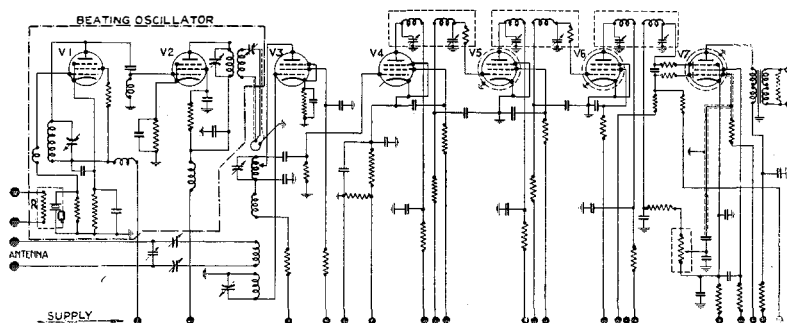 BEATING OSCILLATOR
V1
V2
V3
V4
V5
V6
V7
R
Q
ANTENNA
SUPPLY